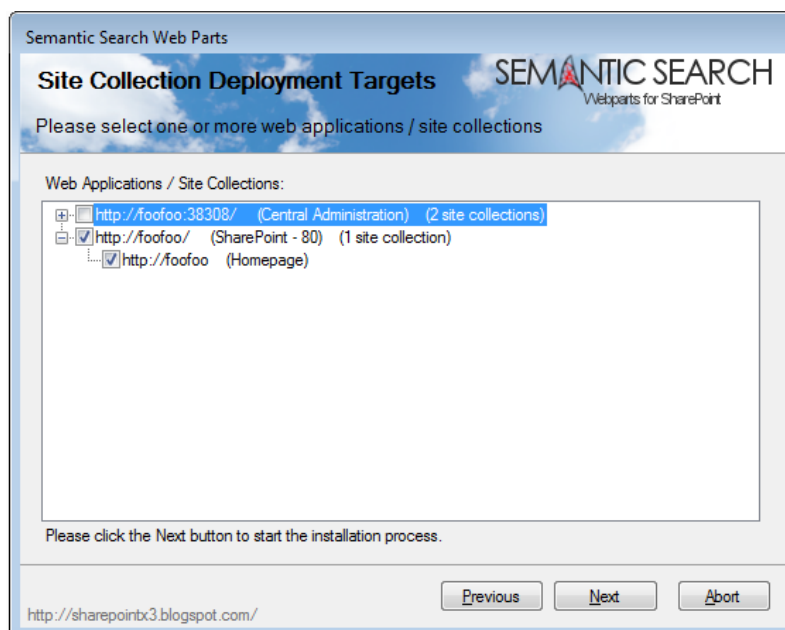 Semantic Search Web Parts
Site Collection Deployment Targets
SEMANTIC SEARCH
Webparts for SharePoint
Please select one or more web applications / site collections
Web Applications / Site Collections:
http://foofoo:38308/ (Central Administration) (2 site collections)
http://foofoo/ (SharePoint - 80) (1 site collection)
http://foofoo (Homepage)
Please click the Next button to start the installation process.
Previous Next Abort
http://sharepointx3.blogspot.com/